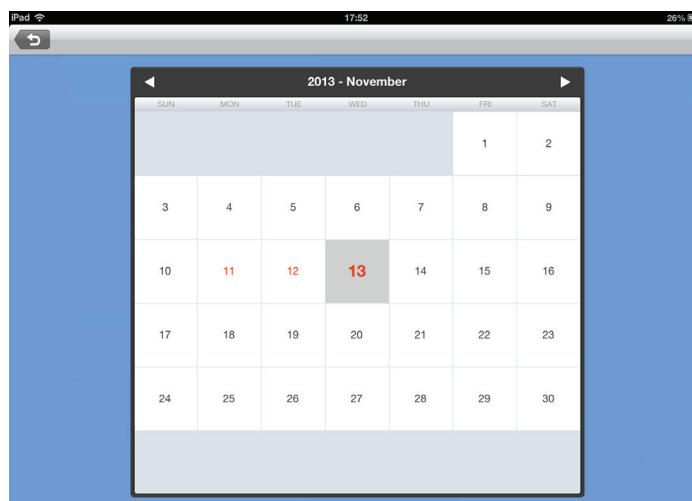 iPad 17:52 26%
2013 - November
SUN MON TUE WED THU FRI SAT
1 2
3 4 5 6 7 8 9
10 11 12 13 14 15 16
17 18 19 20 21 22 23
24 25 26 27 28 29 30